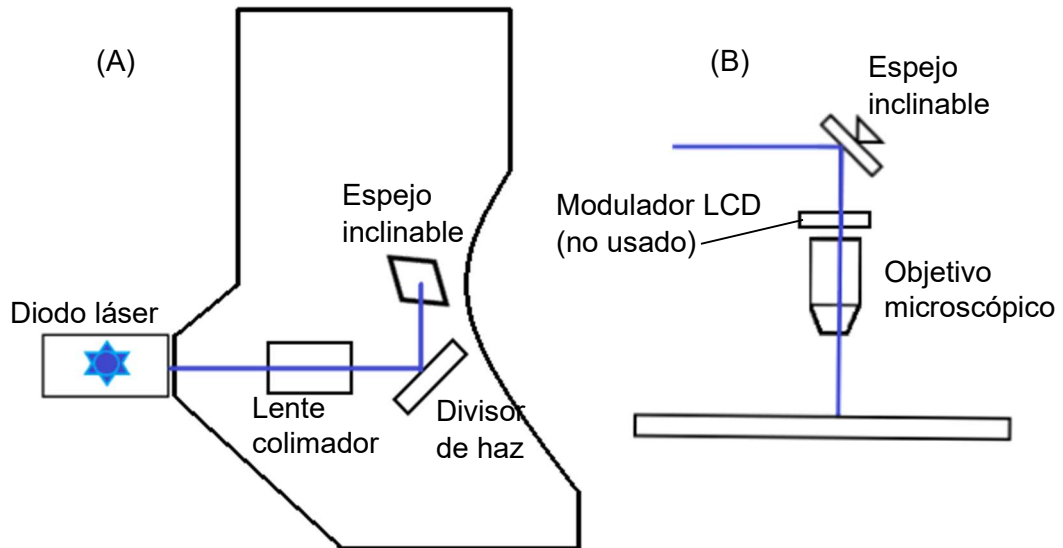 (A)
Espejo
inclinable
Diodo láser
Lente
colimador
Divisor
de haz
(B)
Espejo
inclinable
Modulador LCD
(no usado)
Objetivo
microscópico